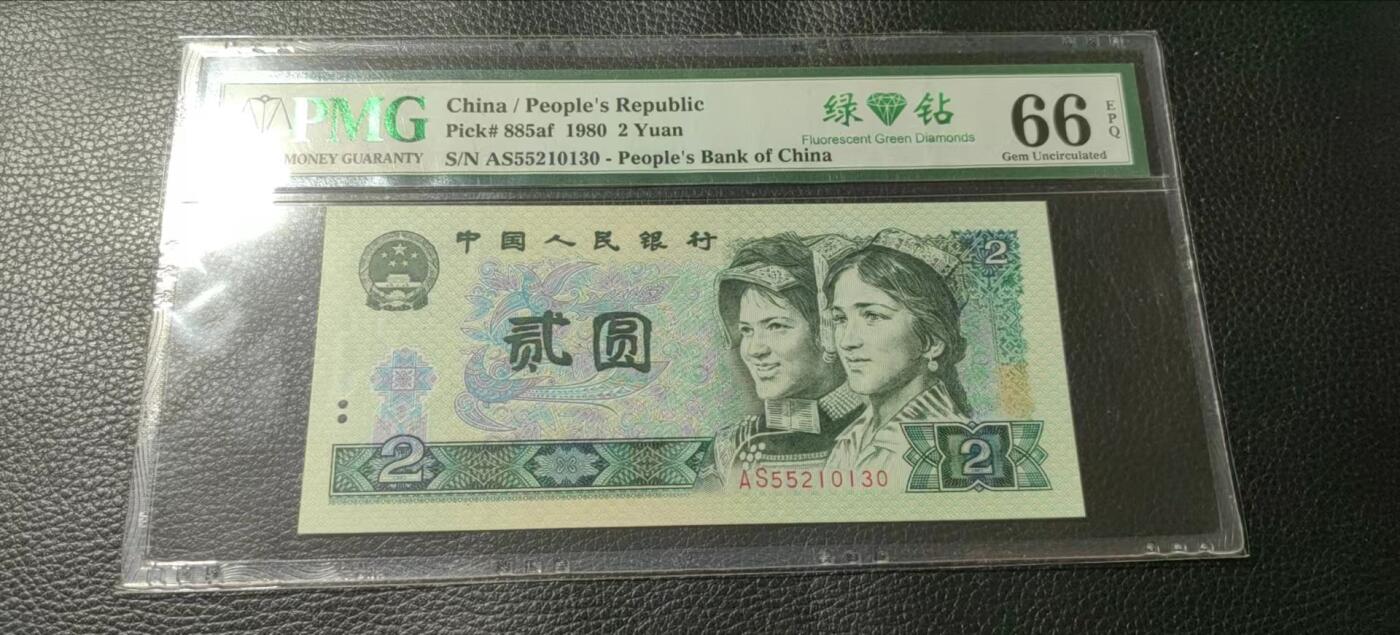 PMG
MONEY GUARANTY
China / People's Republic
Pick# 885af 1980 2 Yuan
S/N AS55210130 - People's Bank of China
绿 钻
Fluorescent Green Diamonds
66
EPQ
Gem Uncirculated
中国人民银行
2
贰圆
2
AS55210130
2